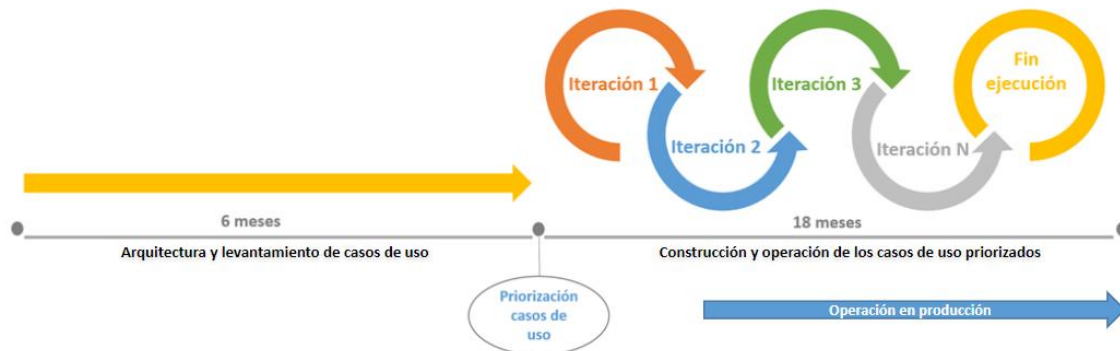 Iteración 1
Iteración 2
Iteración 3
Iteración N
Fin
ejecución
6 meses
18 meses
Arquitectura y levantamiento de casos de uso
Construcción y operación de los casos de uso priorizados
Priorización
casos de
uso
Operación en producción